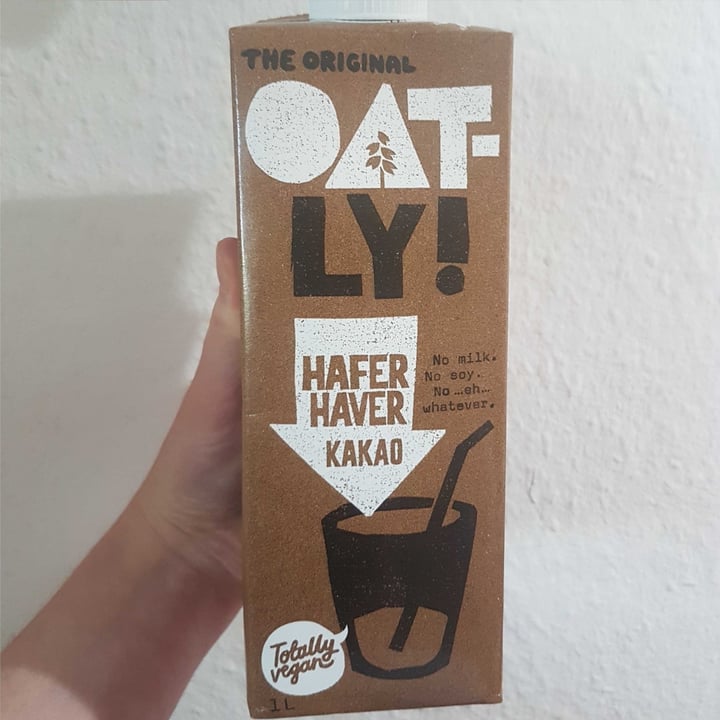 THE ORIGINAL
OAT-
LY!
HAFER
HAVER
KAKAO
No milk.
No soy.
No …eh…
whatever.
Totally
vegan
1L